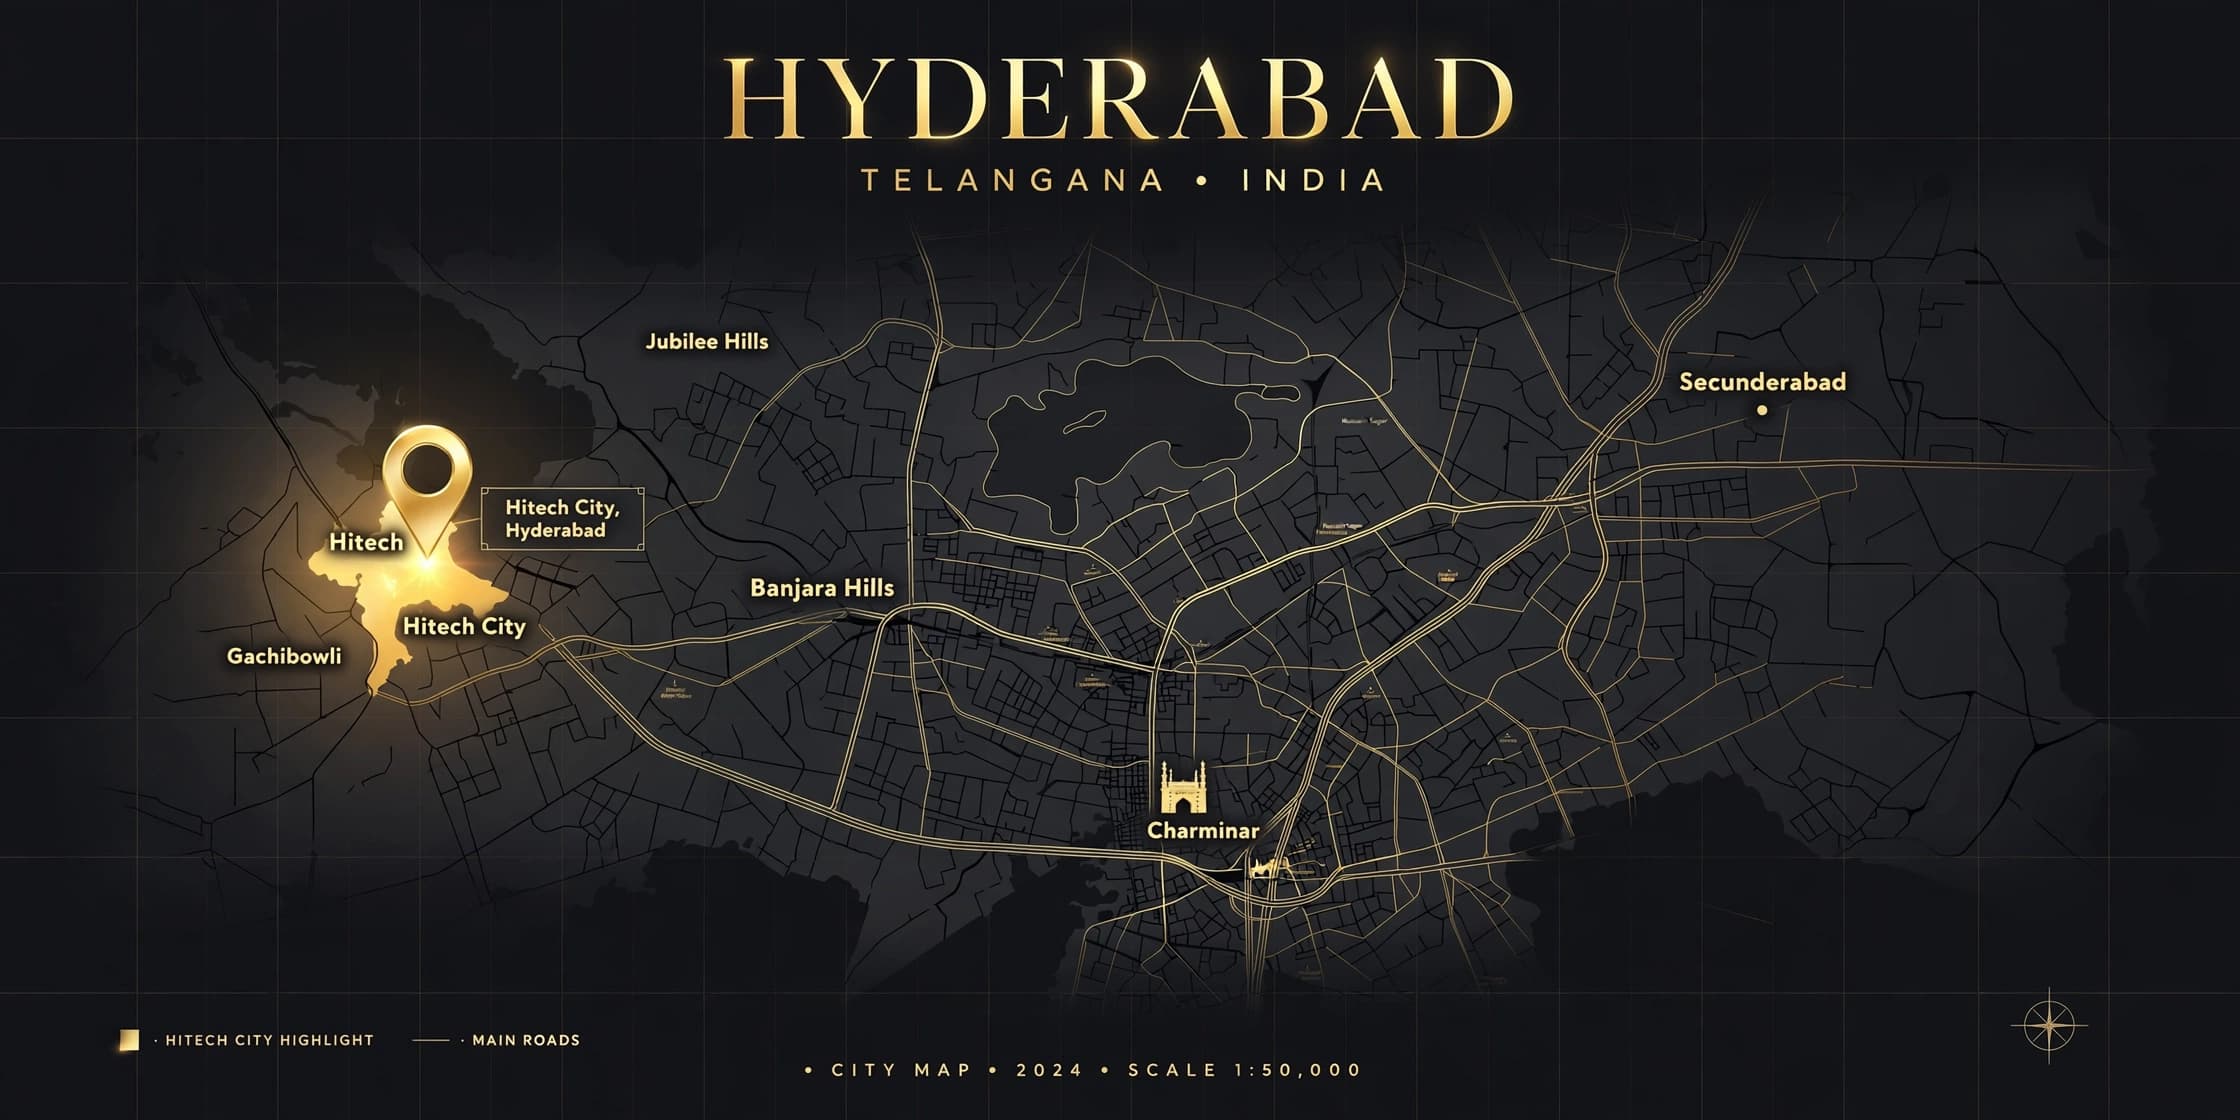 HYDERABAD
TELANGANA • INDIA
Jubilee Hills
Secunderabad
Hitech City,
Hyderabad
Hitech
Banjara Hills
Hitech City
Gachibowli
Charminar
· HITECH CITY HIGHLIGHT
· MAIN ROADS
• CITY MAP • 2024 • SCALE 1:50,000